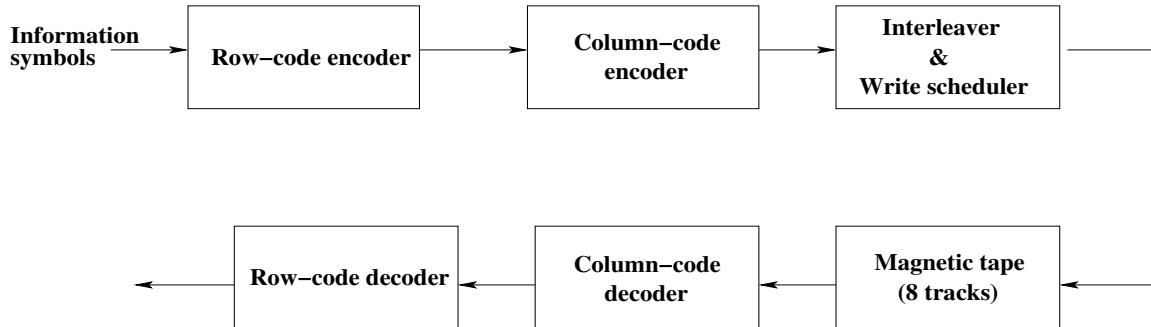 Information
symbols
Row−code encoder
Column−code
encoder
Interleaver
&
Write scheduler
Row−code decoder
Column−code
decoder
Magnetic tape
(8 tracks)